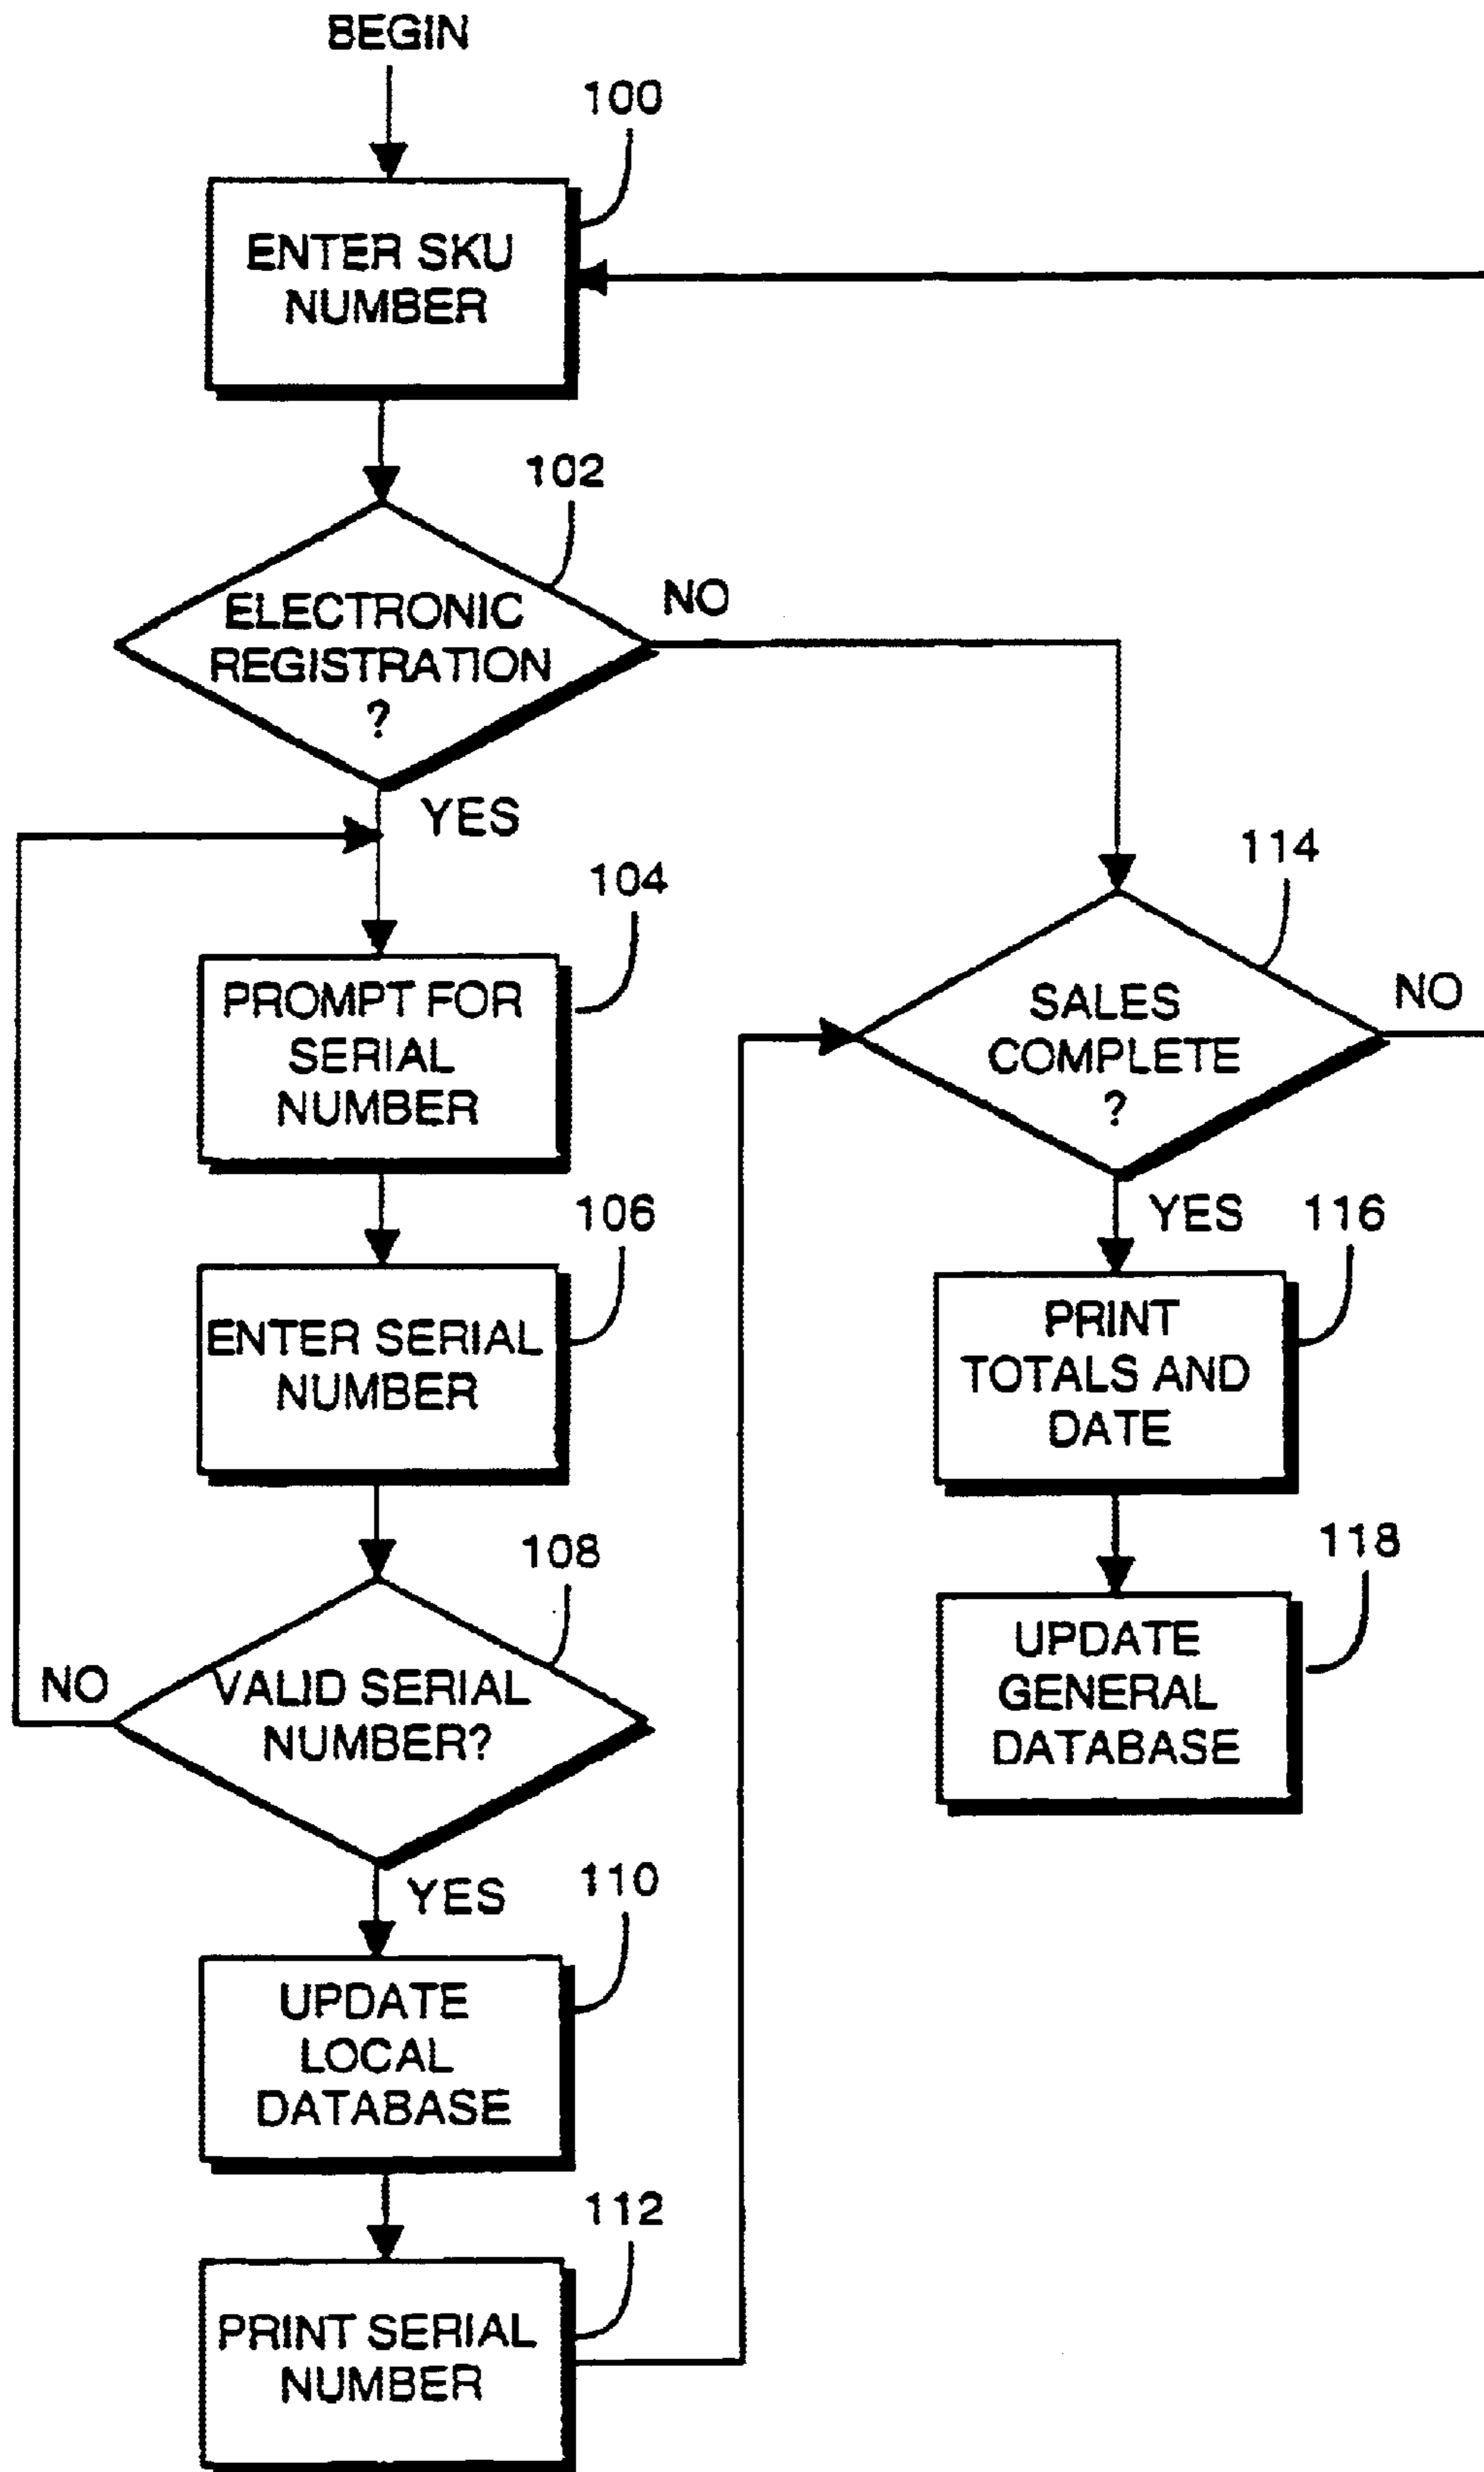 BEGIN
100
ENTER SKU
NUMBER
102
ELECTRONIC
REGISTRATION
?
NO
YES
104
PROMPT FOR
SERIAL
NUMBER
106
ENTER SERIAL
NUMBER
108
VALID SERIAL
NUMBER?
NO
YES
110
UPDATE
LOCAL
DATABASE
112
PRINT SERIAL
NUMBER
114
SALES
COMPLETE
?
NO
YES
116
PRINT
TOTALS AND
DATE
118
UPDATE
GENERAL
DATABASE